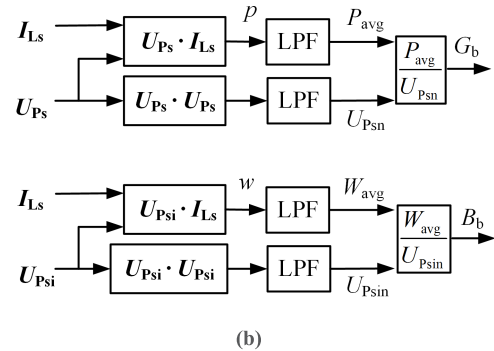 I_Ls
U_Ps · I_Ls
p
LPF
P_avg
P_avg
U_Psn
G_b
U_Ps
U_Ps · U_Ps
LPF
U_Psn
I_Ls
U_Psi · I_Ls
w
LPF
W_avg
W_avg
U_Psin
B_b
U_Psi
U_Psi · U_Psi
LPF
U_Psin
(b)